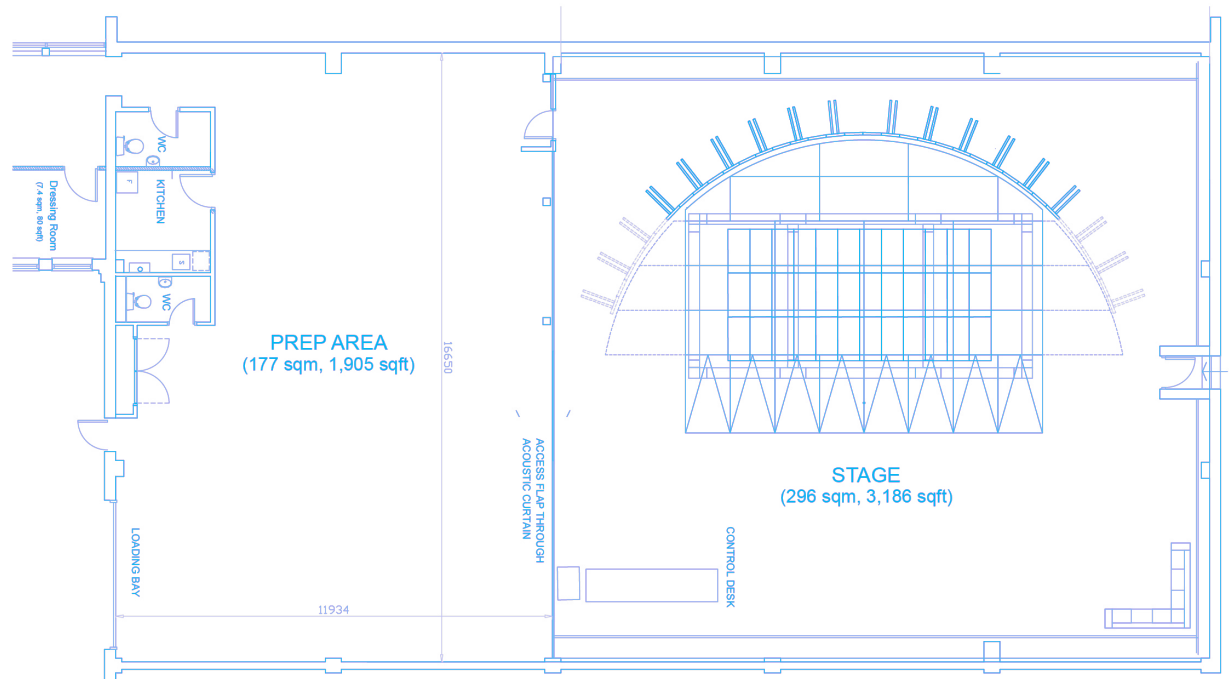 WC
KITCHEN
F
Dressing Room
(7.4 sqm, 80 sqft)
S
WC
PREP AREA
(177 sqm, 1,905 sqft)
16650
ACCESS FLAP THROUGH
ACOUSTIC CURTAIN
STAGE
(296 sqm, 3,186 sqft)
LOADING BAY
CONTROL DESK
11934